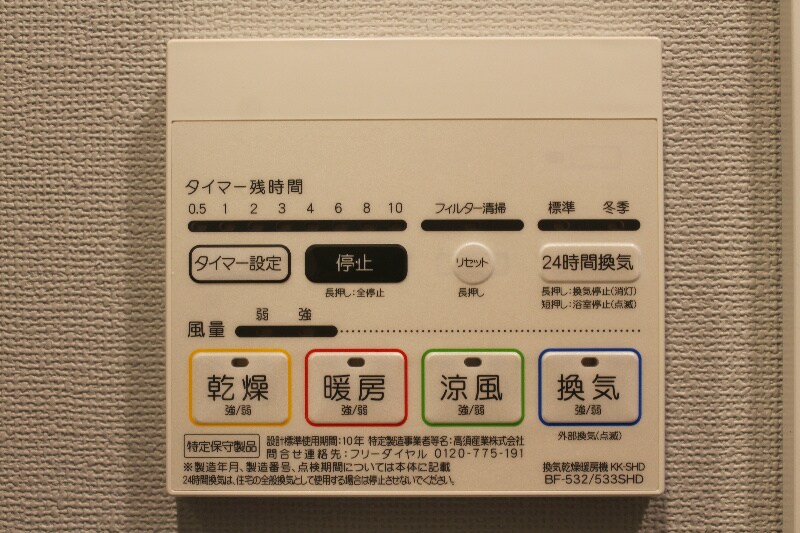 タイマー残時間
0.5 1 2 3 4 6 8 10 フィルター清掃 標準 冬季
タイマー設定 停止 リセット 24時間換気
長押し:全停止 長押し 長押し:換気停止(消灯)
短押し:浴室停止(点滅)
弱 強
風量
乾燥 暖房 涼風 換気
強/弱 強/弱 強/弱 強/弱
外部換気(点滅)
特定保守製品 設計標準使用期間:10年 特定製造事業者等名:高須産業株式会社
問合せ連絡先:フリーダイヤル 0120-775-191
※製造年月、製造番号、点検期間については本体に記載
24時間換気は、住宅の全般換気として使用する場合は停止させないでください。
換気乾燥暖房機 KK-SHD
BF-532/533SHD